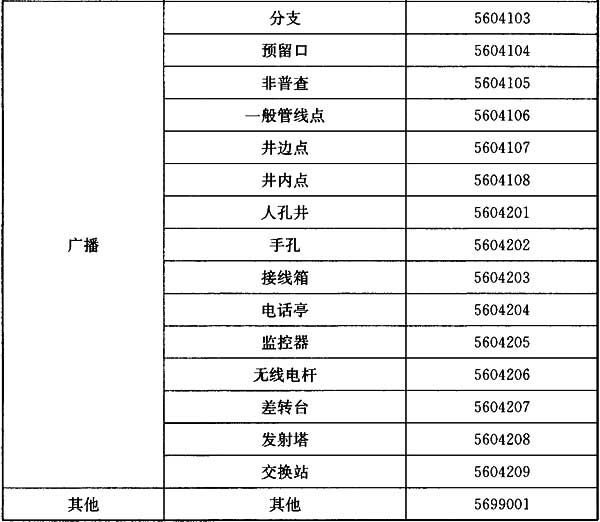 分支 5604103
预留口 5604104
非普查 5604105
一般管线点 5604106
井边点 5604107
井内点 5604108
人孔井 5604201
广播 手孔 5604202
接线箱 5604203
电话亭 5604204
监控器 5604205
无线电杆 5604206
差转台 5604207
发射塔 5604208
交换站 5604209
其他 其他 5699001